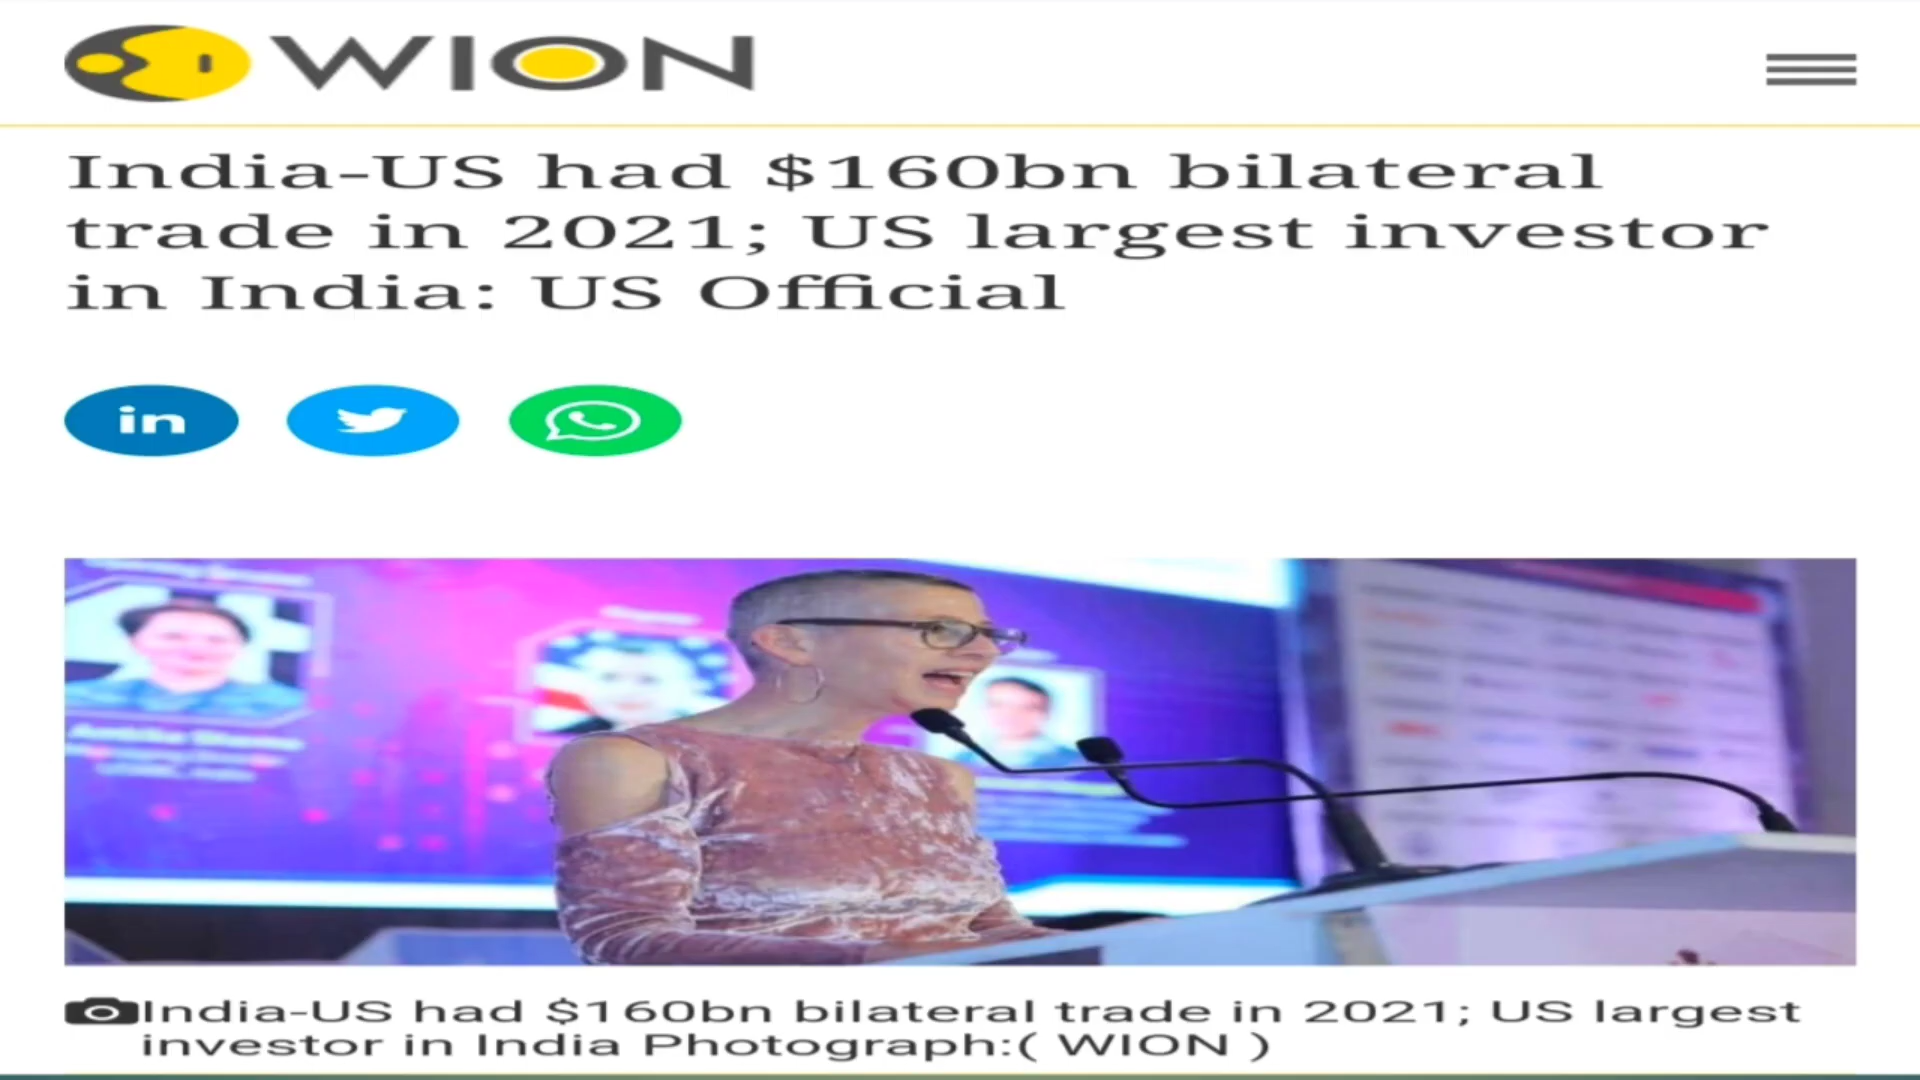 WION
India-US had $160bn bilateral
trade in 2021; US largest investor
in India: US Official
in
India-US had $160bn bilateral trade in 2021; US largest
investor in India Photograph:( WION )